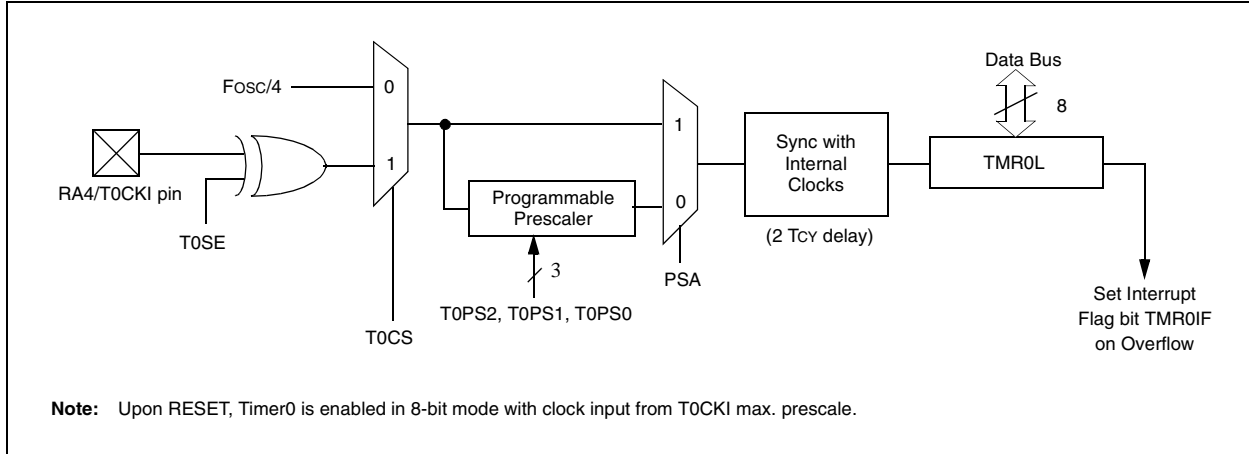 Data Bus
FOSC/4
0
8
1
Sync with
Internal
Clocks
TMR0L
1
RA4/T0CKI pin
Programmable
Prescaler
0
T0SE
(2 TCY delay)
3
PSA
T0PS2, T0PS1, T0PS0
T0CS
Set Interrupt
Flag bit TMR0IF
on Overflow
Note: Upon RESET, Timer0 is enabled in 8-bit mode with clock input from T0CKI max. prescale.